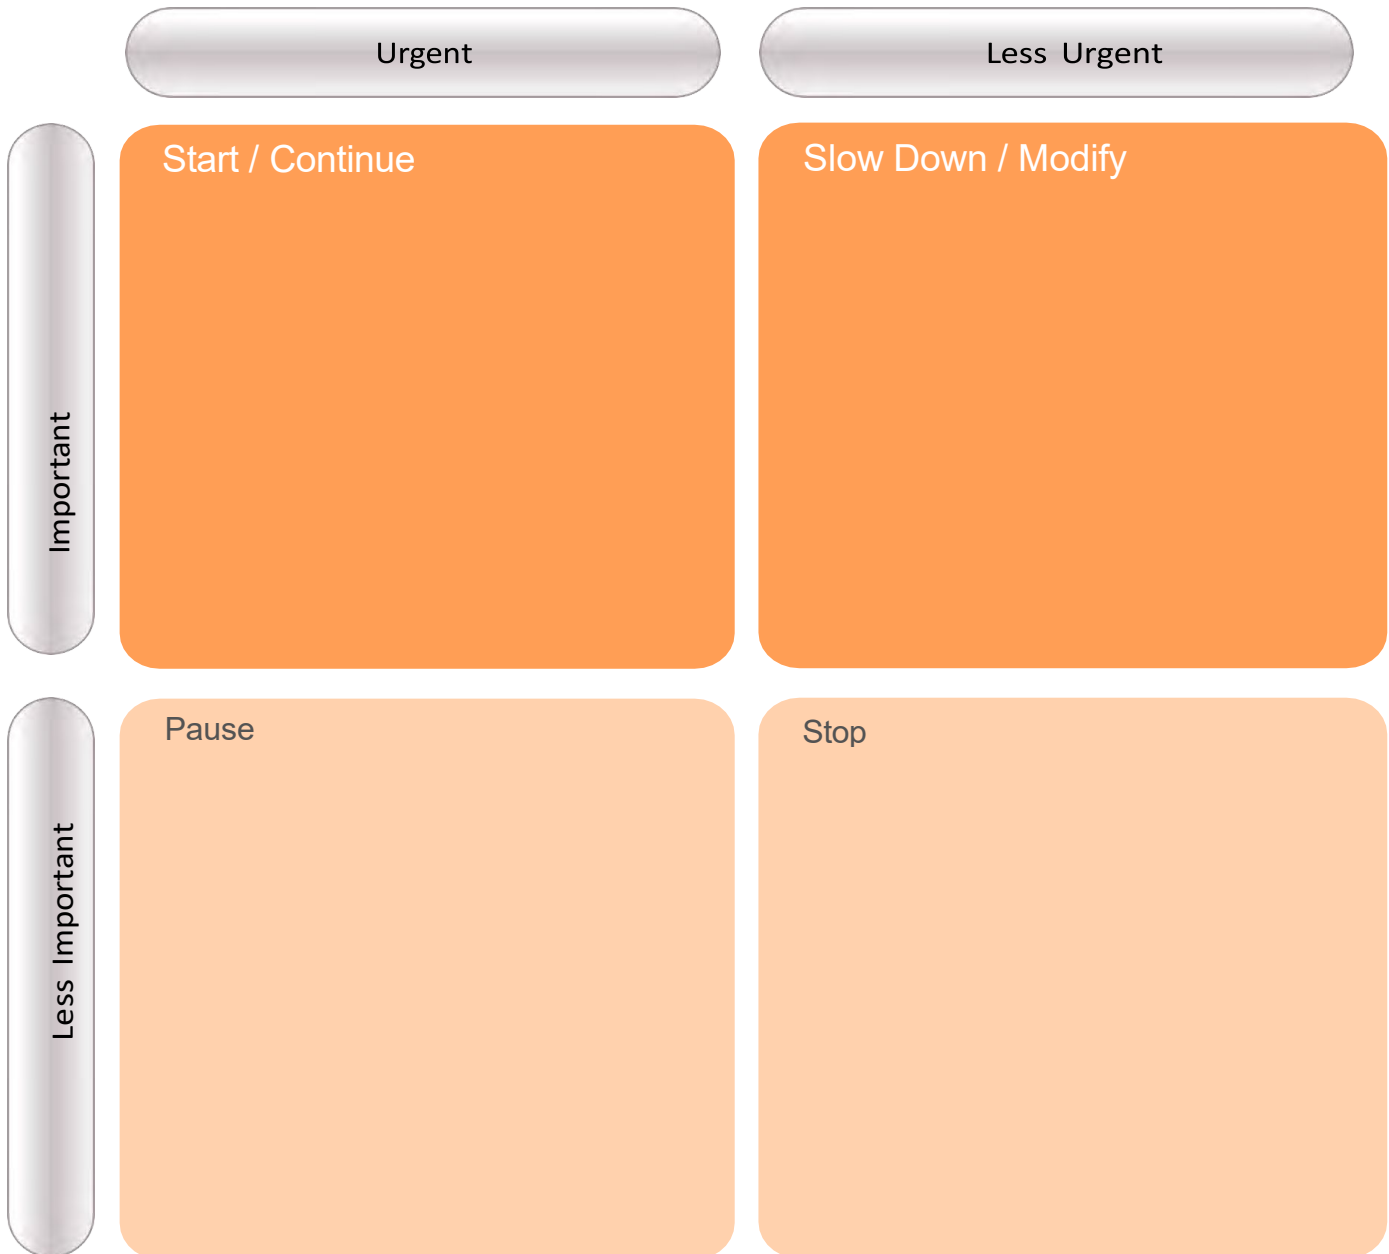 Urgent
Less Urgent
Important
Start / Continue
Slow Down / Modify
Less Important
Pause
Stop